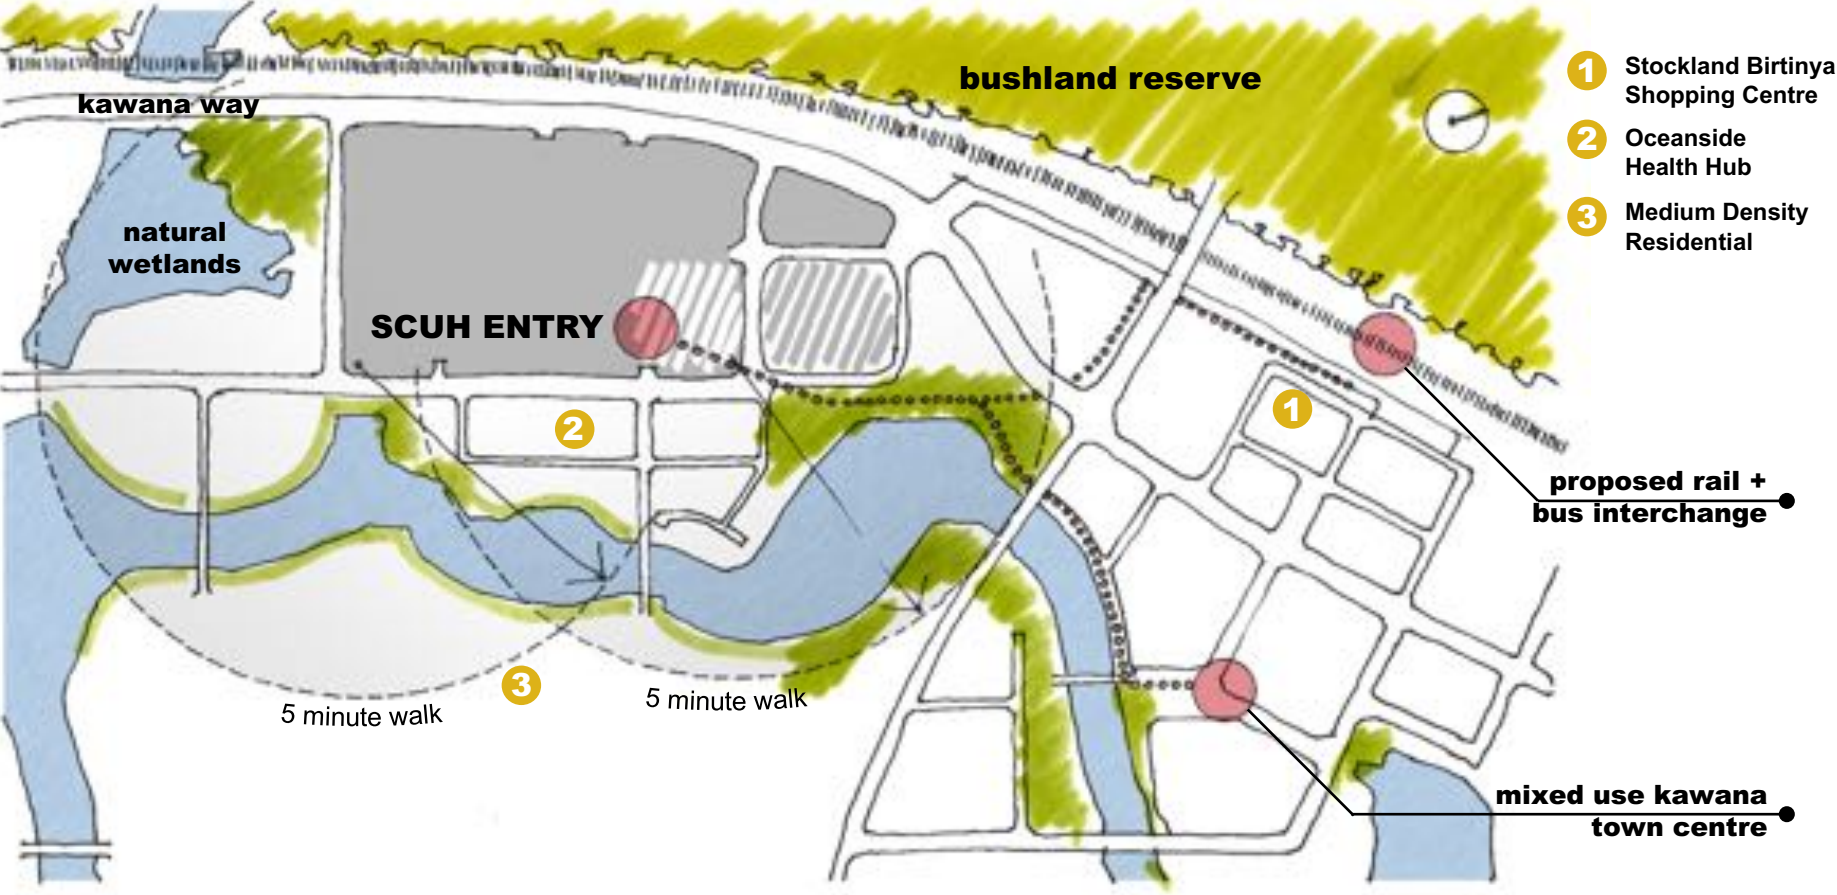 bushland reserve
kawana way
natural
wetlands
SCUH ENTRY
1
2
3
5 minute walk
5 minute walk
1
Stockland Birtinya
Shopping Centre
2
Oceanside
Health Hub
3
Medium Density
Residential
proposed rail +
bus interchange
mixed use kawana
town centre